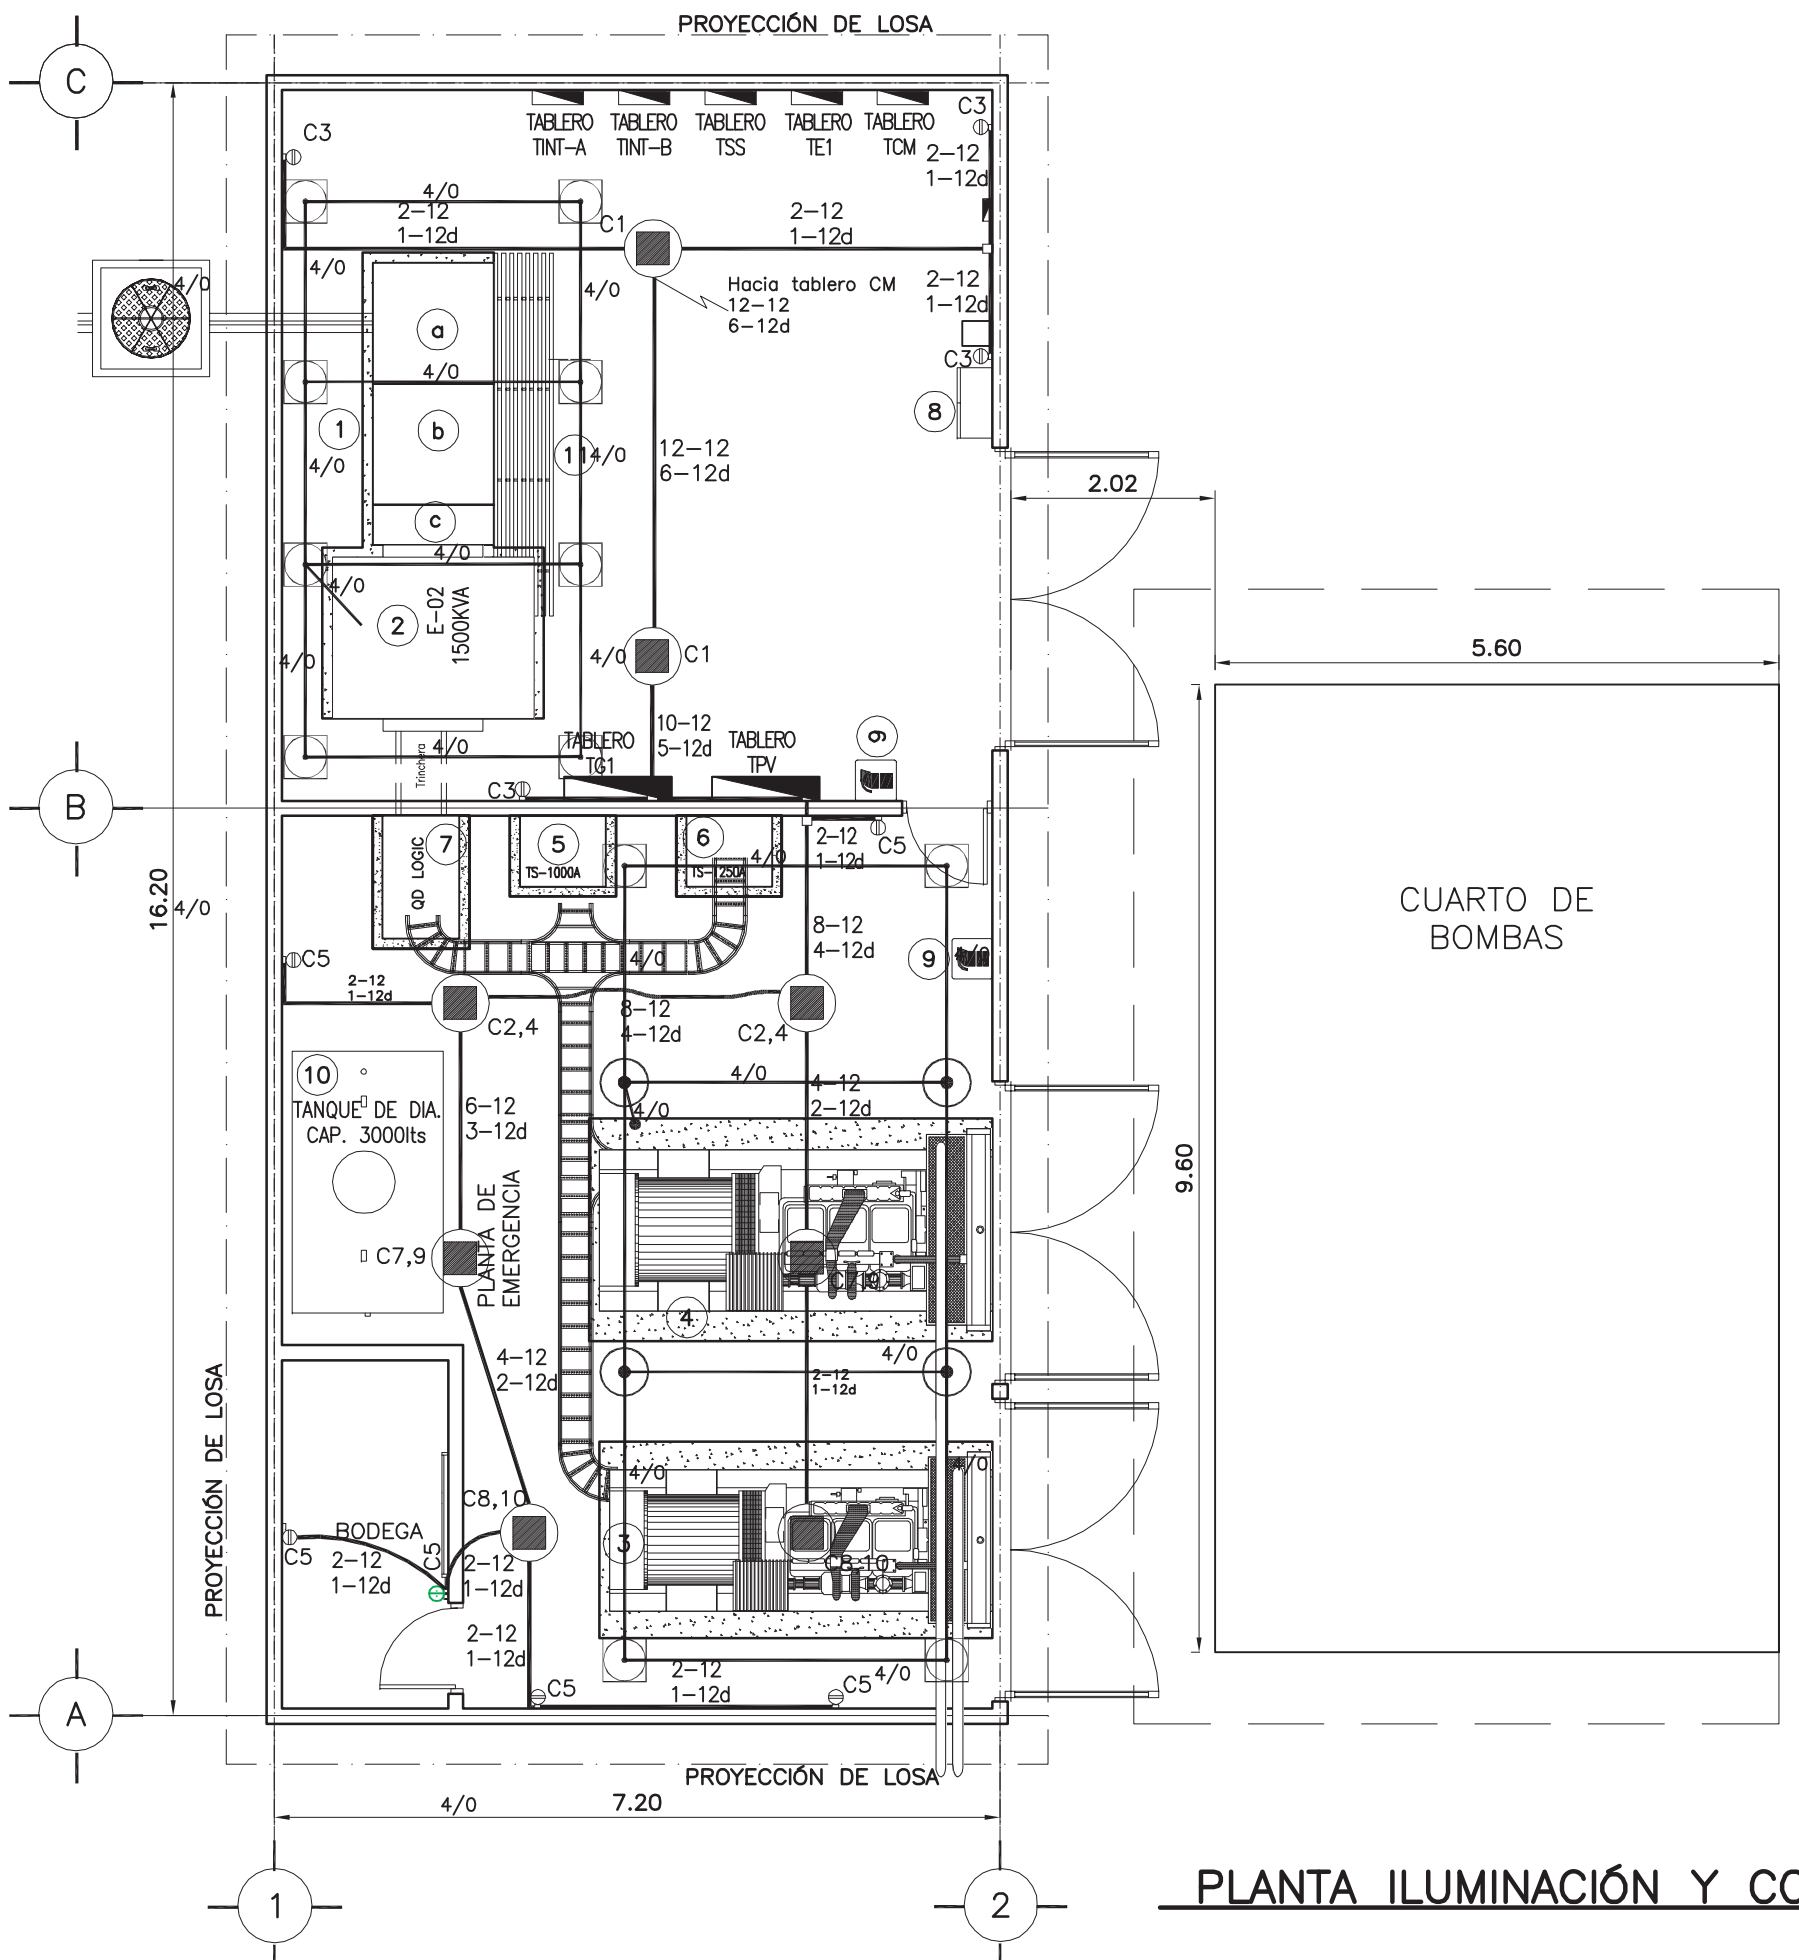 PROYECCIÓN DE LOSA
C
C3
TABLERO
TINT-A
TABLERO
TINT-B
TABLERO
TSS
TABLERO
TE1
TABLERO
TCM
C3
2-12
1-12d
4/0
2-12
1-12d
C1
2-12
1-12d
4/0
4/0
4/0
Hacia tablero CM
12-12
6-12d
2-12
1-12d
a
C3
4/0
8
1
b
4/0
11
4/0
12-12
6-12d
2.02
c
4/0
4/0
2
E-02
1500KVA
4/0
4/0
C1
5.60
10-12
5-12d
Trinchera
4/0
TABLERO
TG1
TABLERO
TPV
9
C3
B
7
QD LOGIC
5
TS-1000A
6
TS-1250A
4/0
2-12
1-12d
C5
16.20
4/0
CUARTO DE
BOMBAS
8-12
4-12d
9
4/0
C5
2-12
1-12d
C2,4
8-12
4-12d
C2,4
10
TANQUE DE DIA.
CAP. 3000lts
4/0
4-12
2-12d
4/0
6-12
3-12d
9.60
PLANTA DE
EMERGENCIA
C7,9
C7,9
4
4/0
4-12
2-12d
2-12
1-12d
PROYECCIÓN DE LOSA
4/0
4/0
C8,10
BODEGA
C5
2-12
1-12d
C5
2-12
1-12d
3
C8,10
2-12
1-12d
C5
2-12
1-12d
C5
4/0
A
PROYECCIÓN DE LOSA
4/0
7.20
1
2
PLANTA ILUMINACIÓN Y CO